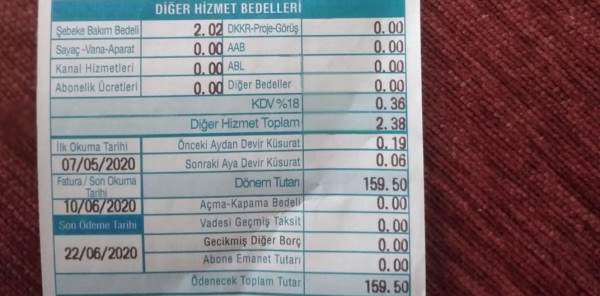 DİĞER HİZMET BEDELLERİ
Şebeke Bakım Bedeli 2.02 DKKR-Proje-Görüş 0.00
Sayaç -Vana-Aparat 0.00 AAB 0.00
Kanal Hizmetleri 0.00 ABL 0.00
Abonelik Ücretleri 0.00 Diğer Bedeller 0.00
KDV %18 0.36
Diğer Hizmet Toplam 2.38
İlk Okuma Tarihi Önceki Aydan Devir Küsurat 0.19
07/05/2020 Sonraki Aya Devir Küsurat 0.06
Fatura / Son Okuma Tarihi Dönem Tutarı 159.50
10/06/2020 Açma-Kapama Bedeli 0.00
Son Ödeme Tarihi Vadesi Geçmiş Taksit 0.00
22/06/2020 Gecikmiş Diğer Borç 0.00
Abone Emanet Tutarı 0.00
Ödenecek Toplam Tutar 159.50